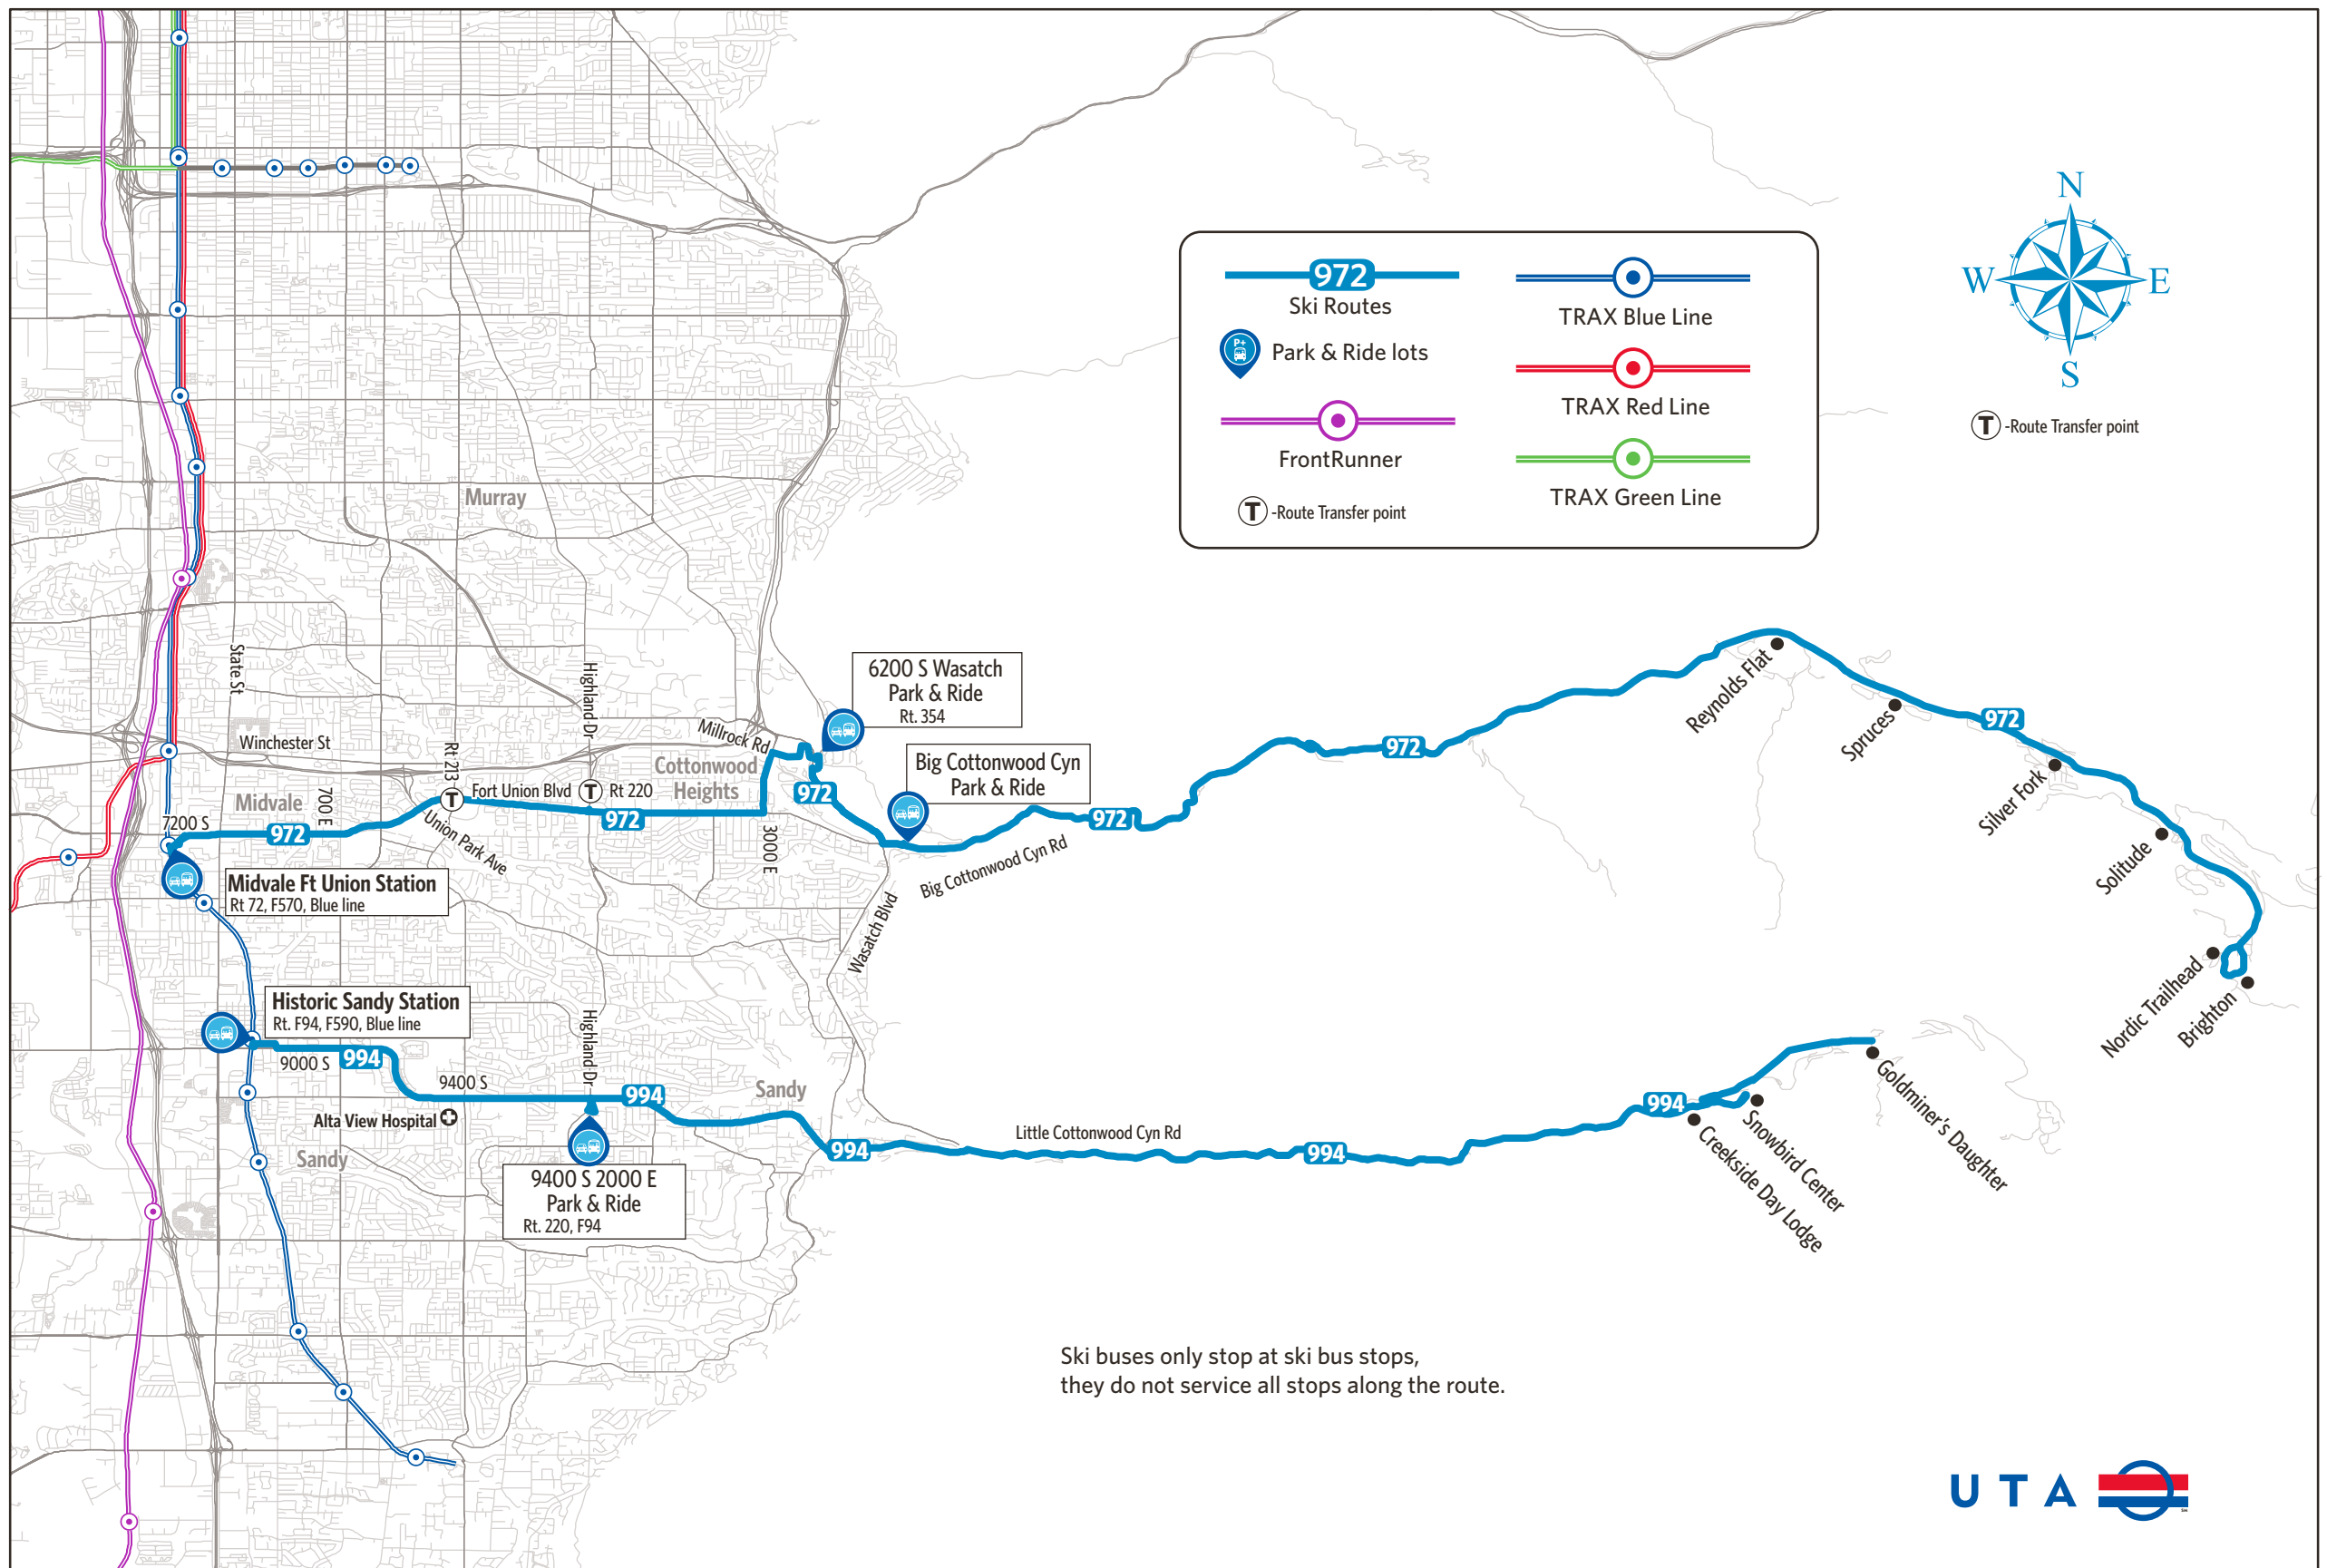 N
W
E
S
-Route Transfer point
T
972
Ski Routes
P+
Park & Ride lots
FrontRunner
T
-Route Transfer point
TRAX Blue Line
TRAX Red Line
TRAX Green Line
Murray
State St
Highland Dr
Winchester St
Rt 213
Midvale
700 E
7200 S
972
T
Fort Union Blvd
T
Rt 220
972
Union Park Ave
Cottonwood
Heights
Millrock Rd
3000 E
6200 S Wasatch
Park & Ride
Rt. 354
972
Big Cottonwood Cyn
Park & Ride
972
Big Cottonwood Cyn Rd
Wasatch Blvd
972
Reynolds Flat
Spruces
972
Silver Fork
Solitude
Nordic Trailhead
Brighton
Midvale Ft Union Station
Rt 72, F570, Blue line
Historic Sandy Station
Rt. F94, F590, Blue line
9000 S
994
9400 S
Highland Dr
994
Sandy
Alta View Hospital
Sandy
9400 S 2000 E
Park & Ride
Rt. 220, F94
994
Little Cottonwood Cyn Rd
994
994
Creekside Day Lodge
Snowbird Center
Goldminer's Daughter
Ski buses only stop at ski bus stops,
they do not service all stops along the route.
UTA